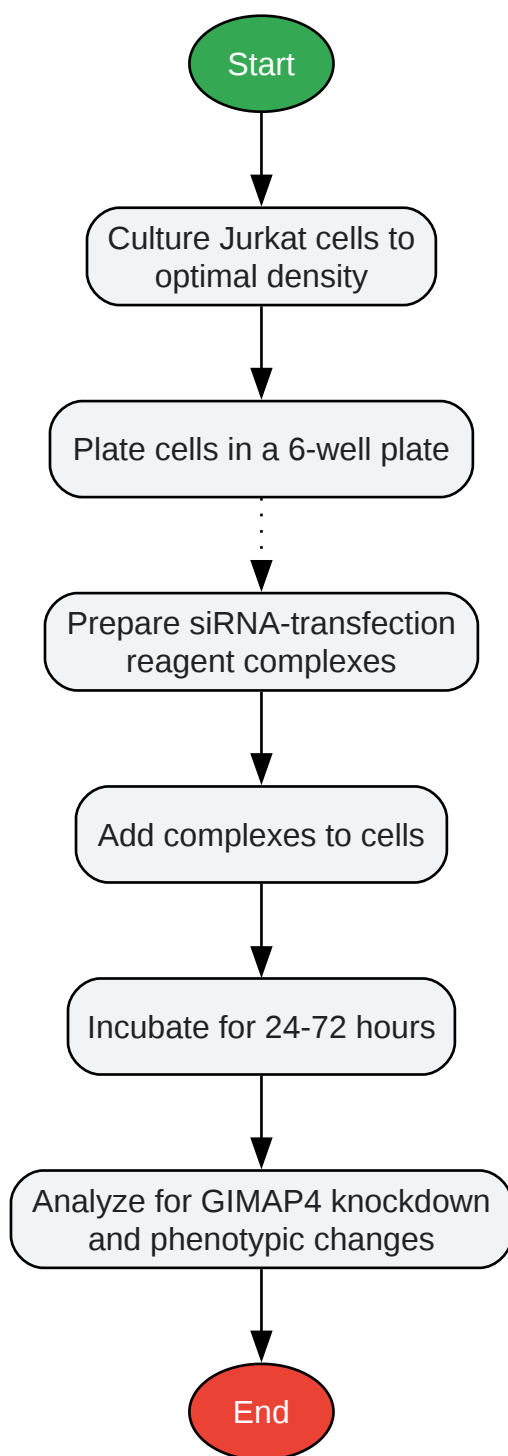 Start
Culture Jurkat cells to
optimal density
Plate cells in a 6-well plate
Prepare siRNA-transfection
reagent complexes
Add complexes to cells
Incubate for 24-72 hours
Analyze for GIMAP4 knockdown
and phenotypic changes
End